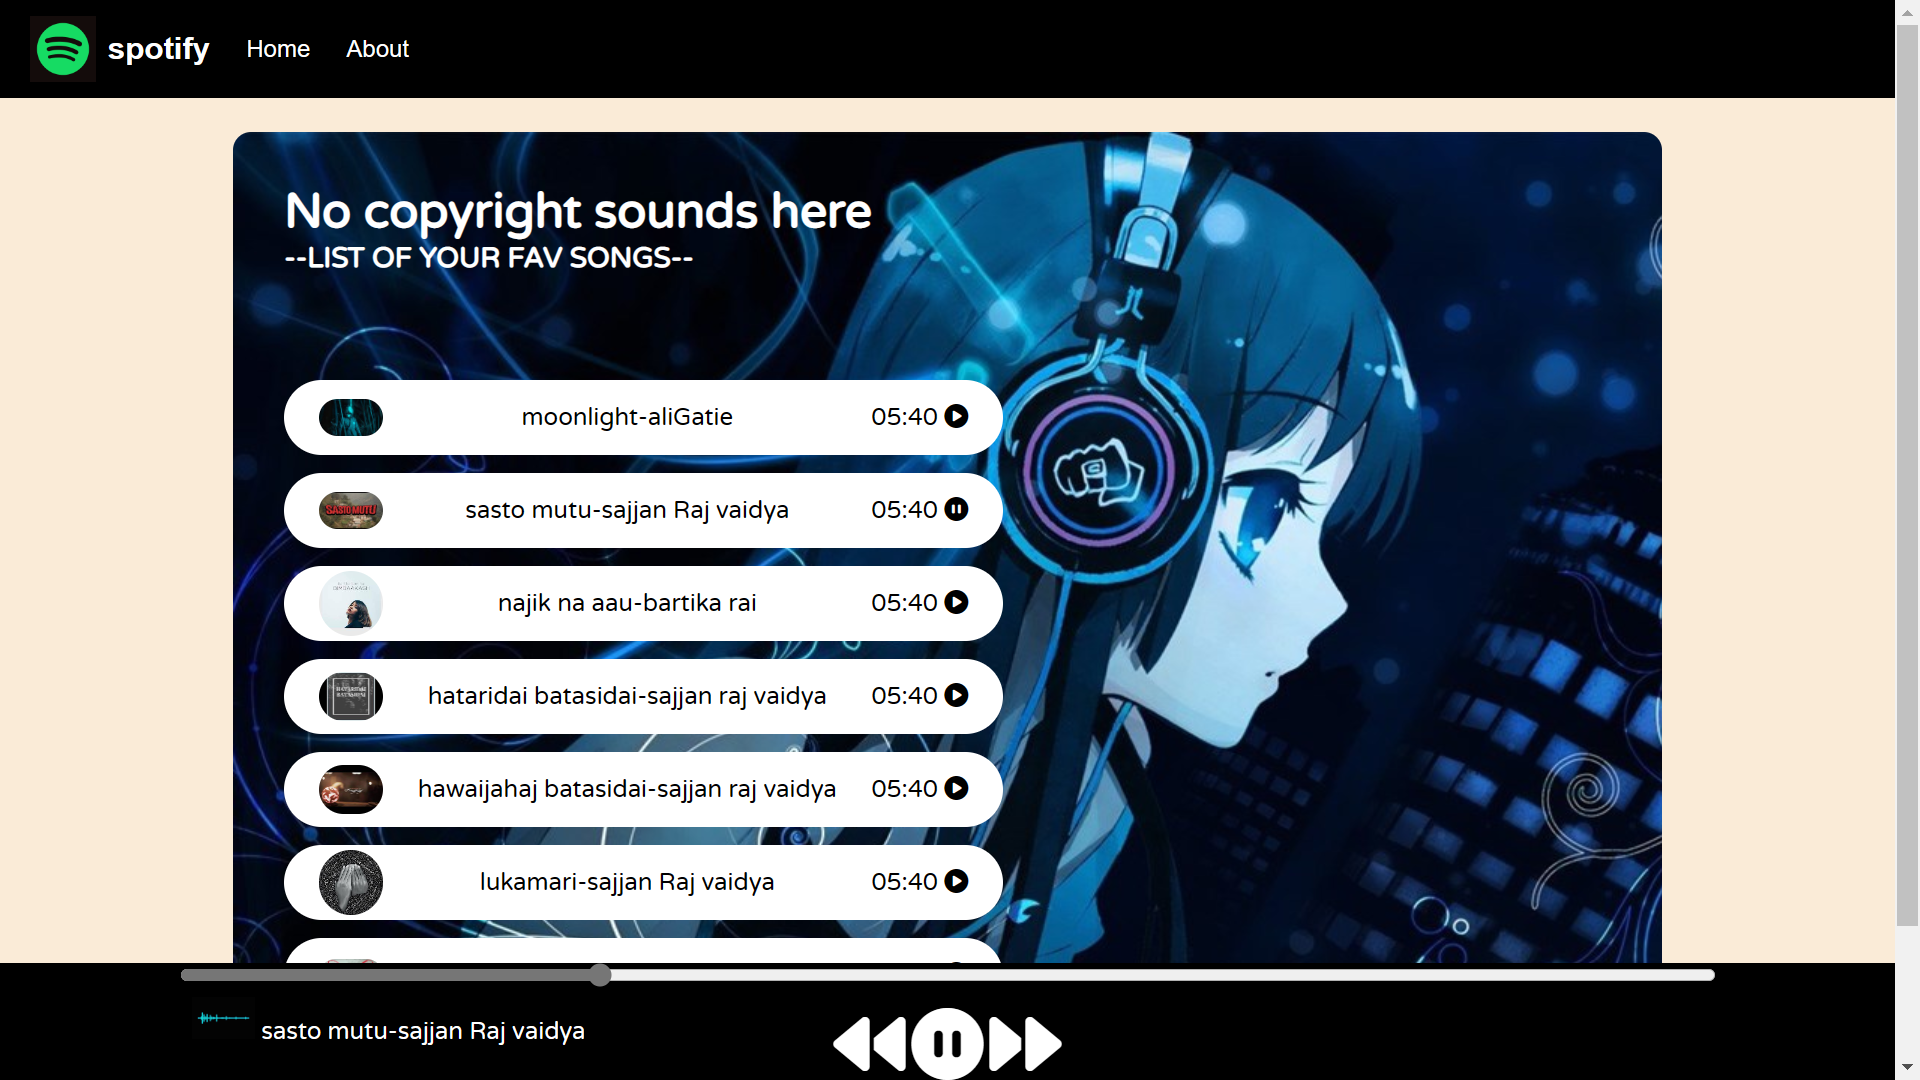 spotify Home About
No copyright sounds here
--LIST OF YOUR FAV SONGS--
moonlight-aliGatie 05:40
SASTO MUTU sasto mutu-sajjan Raj vaidya 05:40
najik na aau-bartika rai 05:40
HATARIDAI BATASIDAI hataridai batasidai-sajjan raj vaidya 05:40
hawaijahaj batasidai-sajjan raj vaidya 05:40
lukamari-sajjan Raj vaidya 05:40
sasto mutu-sajjan Raj vaidya